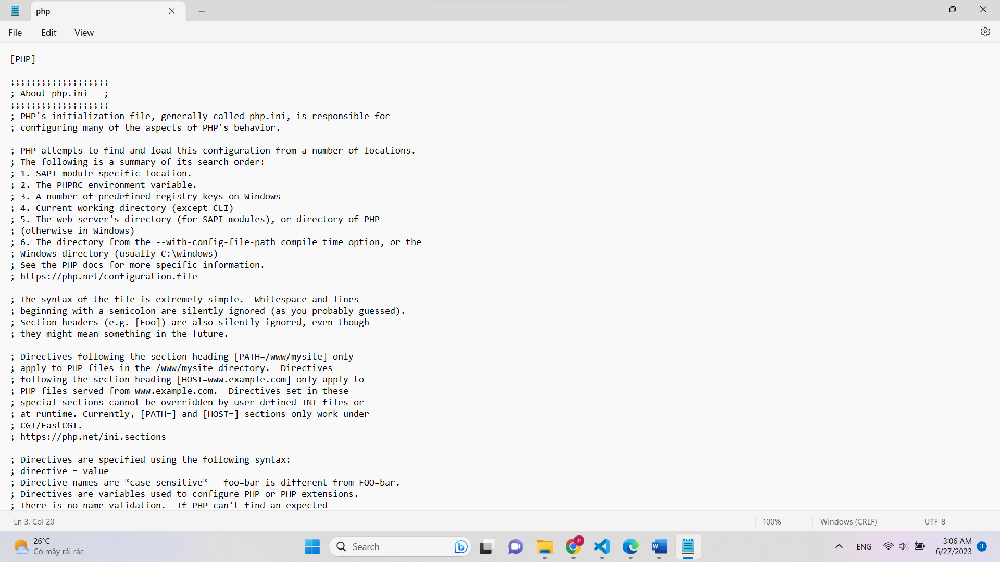 php
File Edit View
[PHP]
;;;;;;;;;;;;;;;;;;;
; About php.ini   ;
;;;;;;;;;;;;;;;;;;;
; PHP's initialization file, generally called php.ini, is responsible for
; configuring many of the aspects of PHP's behavior.
; PHP attempts to find and load this configuration from a number of locations.
; The following is a summary of its search order:
; 1. SAPI module specific location.
; 2. The PHPRC environment variable.
; 3. A number of predefined registry keys on Windows
; 4. Current working directory (except CLI)
; 5. The web server's directory (for SAPI modules), or directory of PHP
; (otherwise in Windows)
; 6. The directory from the --with-config-file-path compile time option, or the
; Windows directory (usually C:\windows)
; See the PHP docs for more specific information.
; https://php.net/configuration.file
; The syntax of the file is extremely simple.  Whitespace and lines
; beginning with a semicolon are silently ignored (as you probably guessed).
; Section headers (e.g. [Foo]) are also silently ignored, even though
; they might mean something in the future.
; Directives following the section heading [PATH=/www/mysite] only
; apply to PHP files in the /www/mysite directory.  Directives
; following the section heading [HOST=www.example.com] only apply to
; PHP files served from www.example.com.  Directives set in these
; special sections cannot be overridden by user-defined INI files or
; at runtime. Currently, [PATH=] and [HOST=] sections only work under
; CGI/FastCGI.
; https://php.net/ini.sections
; Directives are specified using the following syntax:
; directive = value
; Directive names are *case sensitive* - foo=bar is different from FOO=bar.
; Directives are variables used to configure PHP or PHP extensions.
; There is no name validation.  If PHP can't find an expected
Ln 3, Col 20 100% Windows (CRLF) UTF-8
26°C
Có mây rải rác
Search
P
W
ENG
3:06 AM
6/27/2023
3